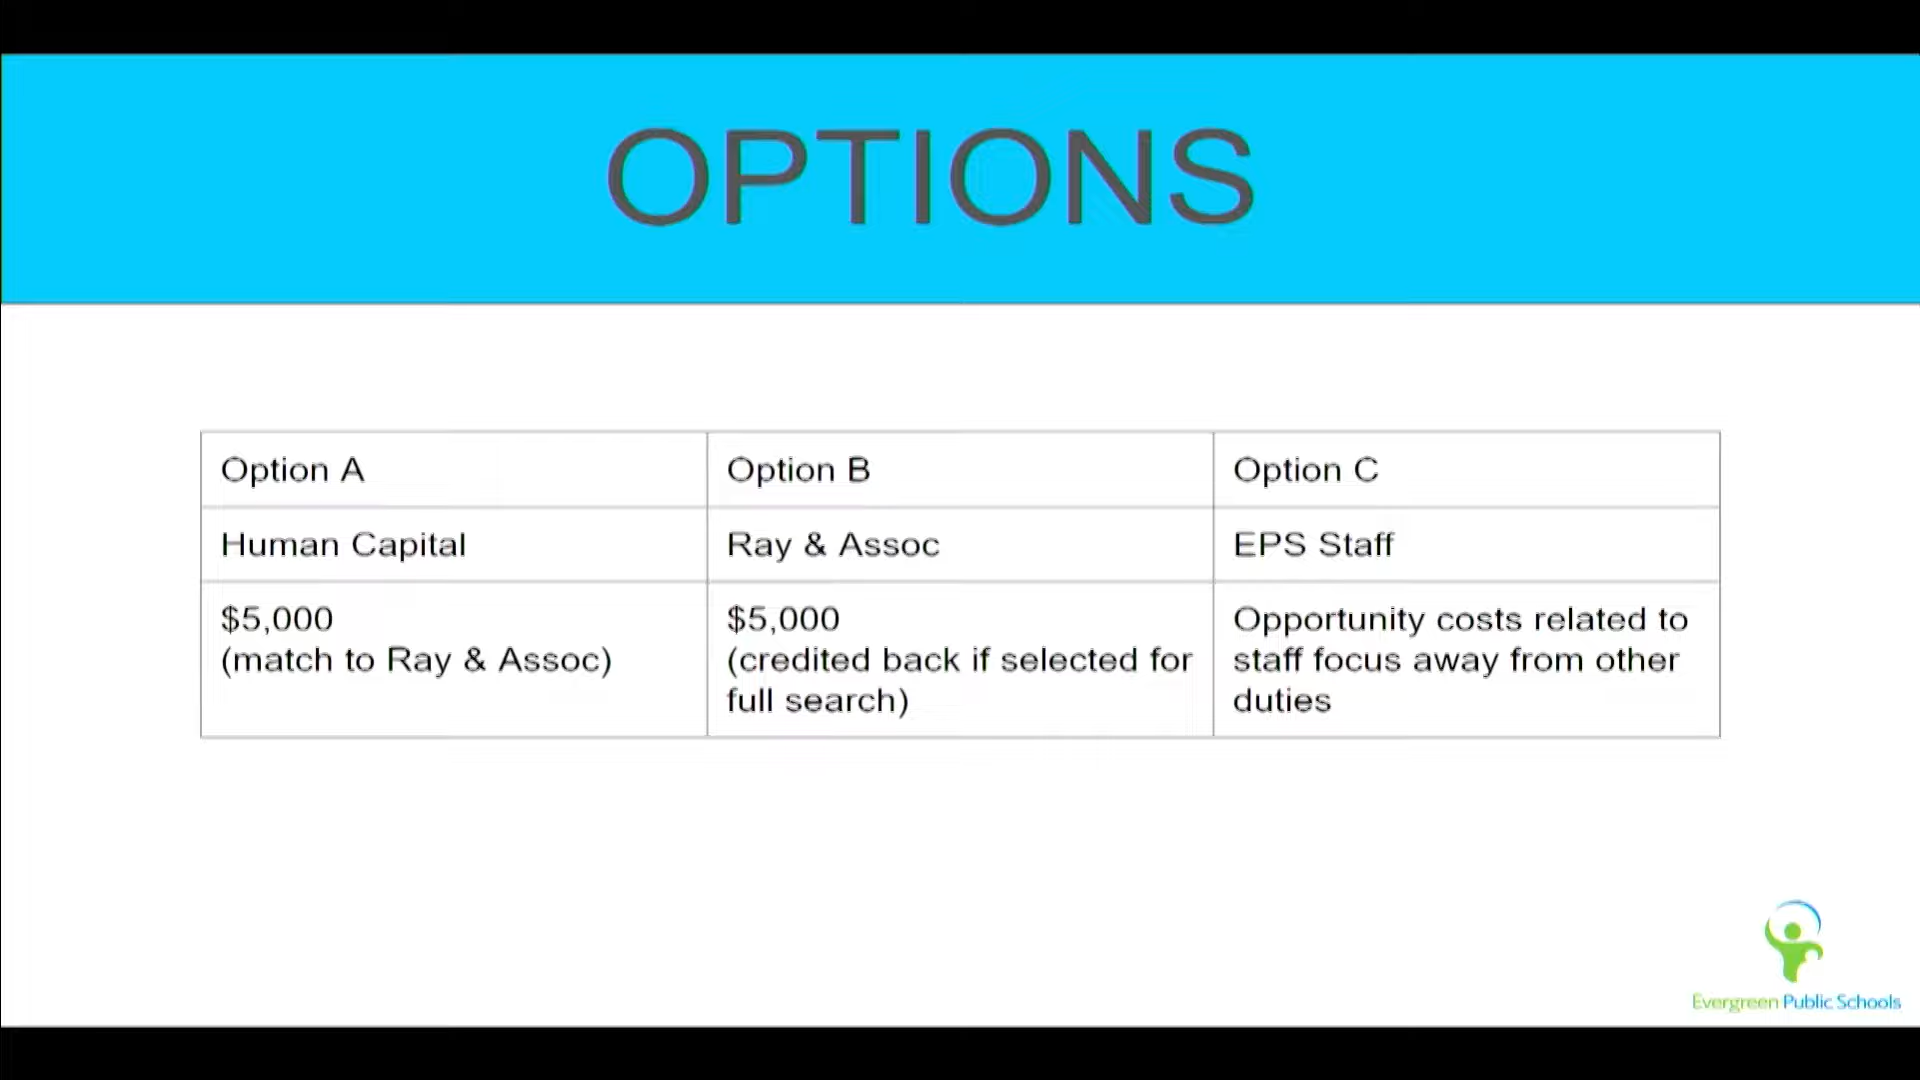 OPTIONS
Option A
Option B
Option C
Human Capital
Ray & Assoc
EPS Staff
$5,000
(match to Ray & Assoc)
$5,000
(credited back if selected for
full search)
Opportunity costs related to
staff focus away from other
duties
Evergreen Public Schools